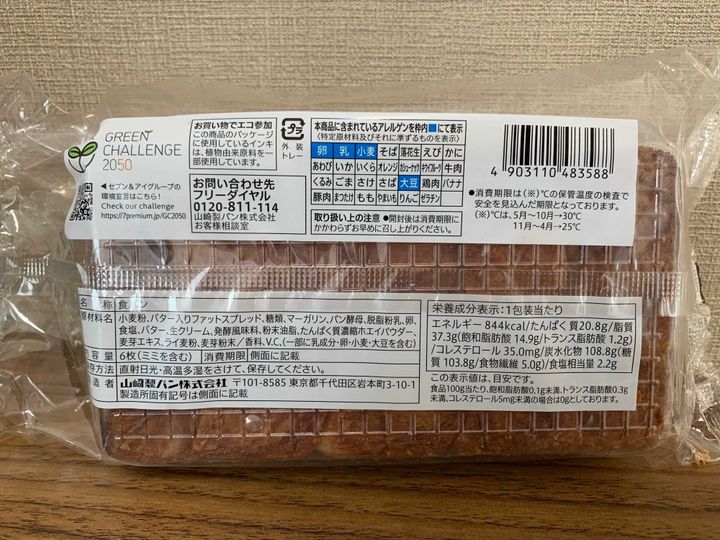 GREEN
CHALLENGE
2050
セブン&アイグループの
環境宣言はこちら!
Check our challenge
https://7premium.jp/GC2050
お買い物でエコ参加
この商品のパッケージ
に使用しているインキ
は、植物由来原料を一
部使用しています。
プラ
外装
トレー
お問い合わせ先
フリーダイヤル
0120-811-114
山崎製パン株式会社
お客様相談室
本商品に含まれているアレルゲンを枠内■にて表示
(特定原材料及びそれに準ずるものを表示)
卵 乳 小麦 そば 落花生 えび かに
あわび いか いくら オレンジ カシューナッツ キウイフルーツ 牛肉
くるみ ごま さけ さば 大豆 鶏肉 バナナ
豚肉 まつたけ もも やまいも りんご ゼラチン
取り扱い上の注意 ●開封後は消費期限に
かかわらずお早めに召し上がりください。
4 903110 483588
●消費期限は(※)℃の保管温度の検査で
安全を見込んだ期限となっております。
(※)℃は、5月〜10月→30℃
11月〜4月→25℃
名 称 食パン
原材料名 小麦粉、バター入りファットスプレッド、糖類、マーガリン、パン酵母、脱脂粉乳、卵、
食塩、バター、生クリーム、発酵風味料、粉末油脂、たんぱく質濃縮ホエイパウダー、
麦芽エキス、ライ麦粉、麦芽粉末/香料、V.C、(一部に乳成分・卵・小麦・大豆を含む)
内容量 6枚(ミミを含む) 消費期限 側面に記載
保存方法 直射日光・高温多湿をさけて、保存してください。
製造者 山崎製パン株式会社 〒101-8585 東京都千代田区岩本町3-10-1
製造所固有記号は側面に記載
栄養成分表示:1包装当たり
エネルギー 844kcal/たんぱく質20.8g/脂質
37.3g(飽和脂肪酸 14.9g/トランス脂肪酸 1.2g)
/コレステロール 35.0mg/炭水化物 108.8g(糖
質 103.8g/食物繊維 5.0g)/食塩相当量 2.2g
この表示値は、目安です。
食品100g当たり、飽和脂肪酸0.1g未満、トランス脂肪酸0.3g
未満、コレステロール5mg未満の場合は0gとしております。